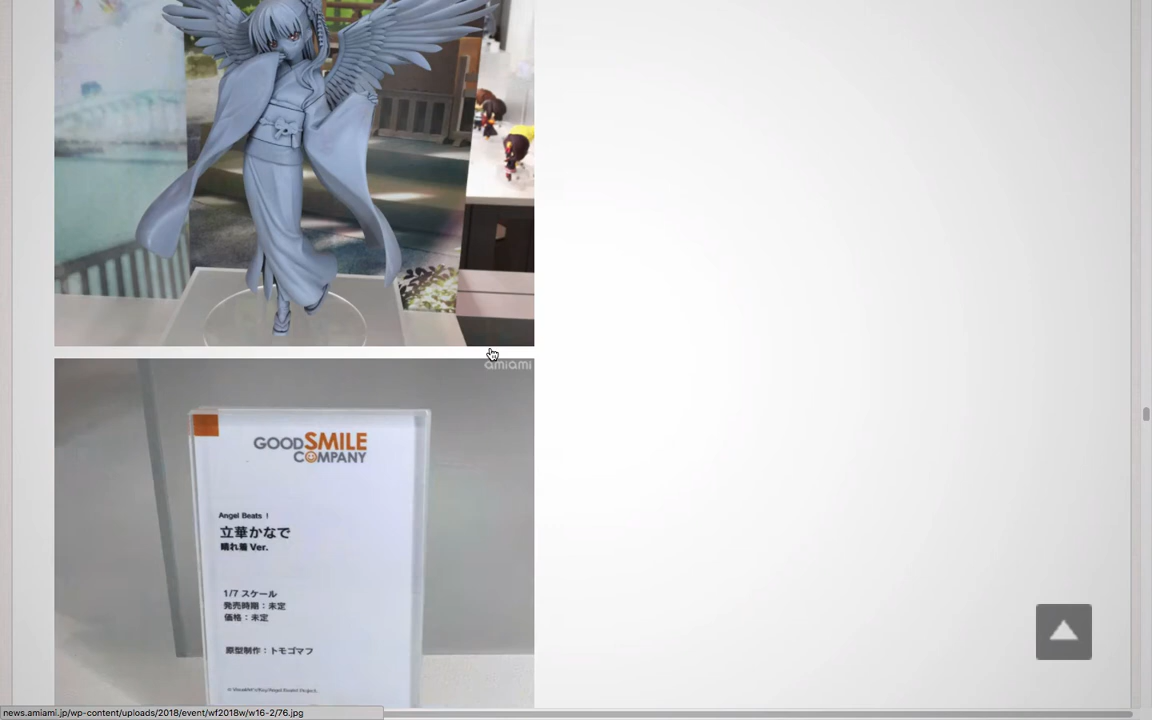 amiami
GOODSMILE
COMPANY
Angel Beats！
立華かなで
晴れ着 Ver.
1/7 スケール
発売時期：未定
価格：未定
原型制作：トモゴマフ
news.amiami.jp/wp-content/uploads/2018/event/wf2018w/w16-2/76.jpg